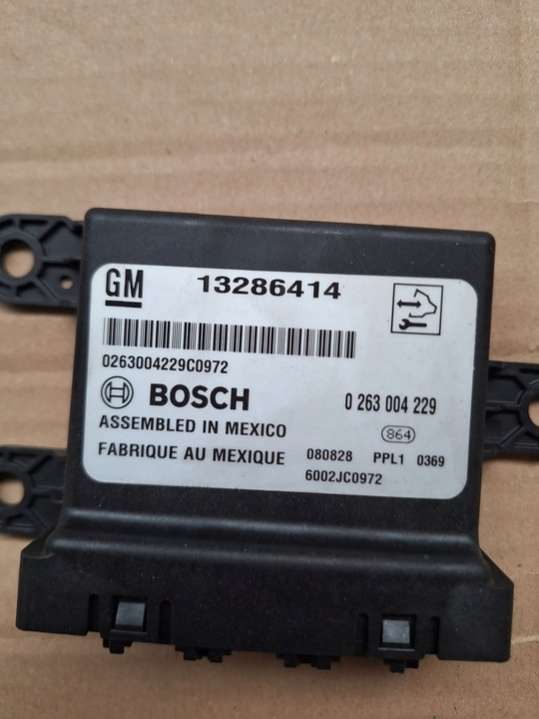 GM 13286414
0263004229C0972
BOSCH 0 263 004 229
ASSEMBLED IN MEXICO 864
FABRIQUE AU MEXIQUE 080828 PPL1 0369
6002JC0972